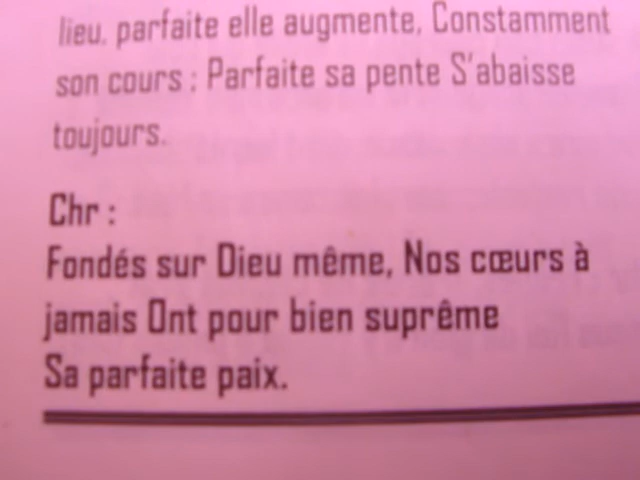 lieu, parfaite elle augmente, Constamment
son cours : Parfaite sa pente S'abaisse
toujours.
Chr :
Fondés sur Dieu même, Nos cœurs à
jamais Ont pour bien suprême
Sa parfaite paix.